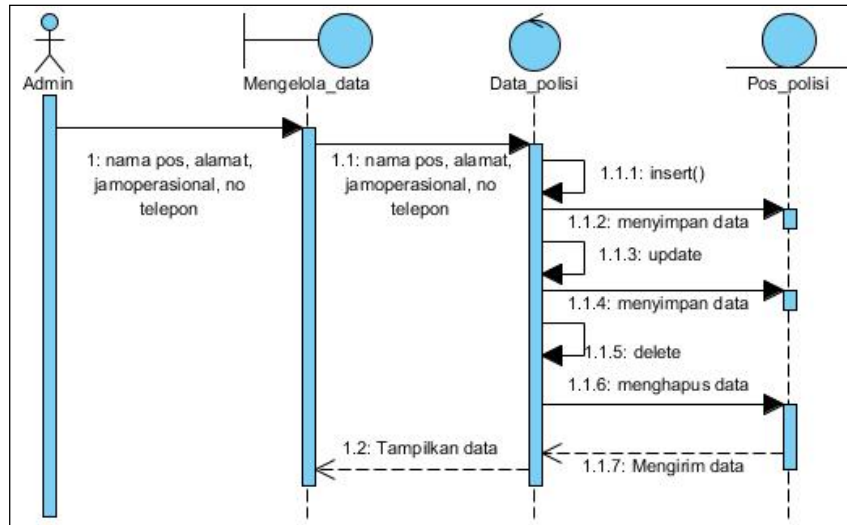 Admin
Mengelola_data
Data_polisi
Pos_polisi
1: nama pos, alamat,
jamoperasional, no
telepon
1.1: nama pos, alamat,
jamoperasional, no
telepon
1.1.1: insert()
1.1.2: menyimpan data
1.1.3: update
1.1.4: menyimpan data
1.1.5: delete
1.1.6: menghapus data
1.2: Tampilkan data
1.1.7: Mengirim data